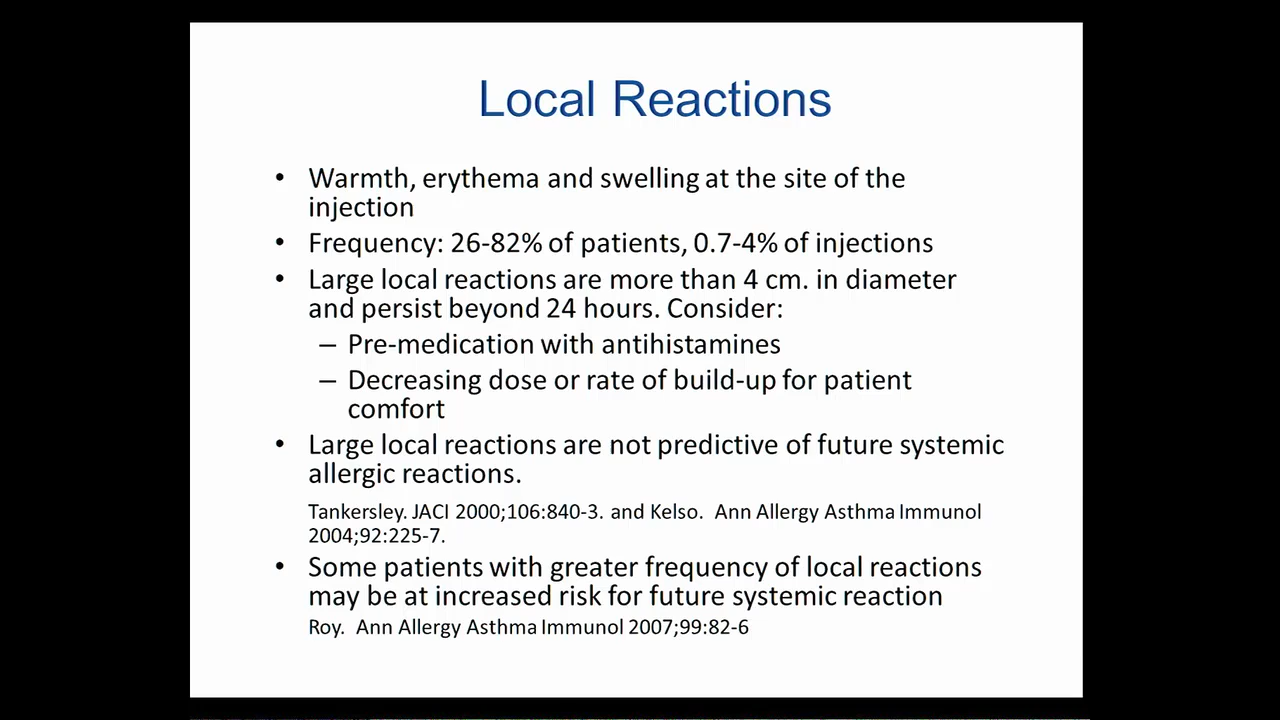 Local Reactions
• Warmth, erythema and swelling at the site of the
injection
• Frequency: 26-82% of patients, 0.7-4% of injections
• Large local reactions are more than 4 cm. in diameter
and persist beyond 24 hours. Consider:
– Pre-medication with antihistamines
– Decreasing dose or rate of build-up for patient
comfort
• Large local reactions are not predictive of future systemic
allergic reactions.
Tankersley. JACI 2000;106:840-3. and Kelso. Ann Allergy Asthma Immunol
2004;92:225-7.
• Some patients with greater frequency of local reactions
may be at increased risk for future systemic reaction
Roy. Ann Allergy Asthma Immunol 2007;99:82-6